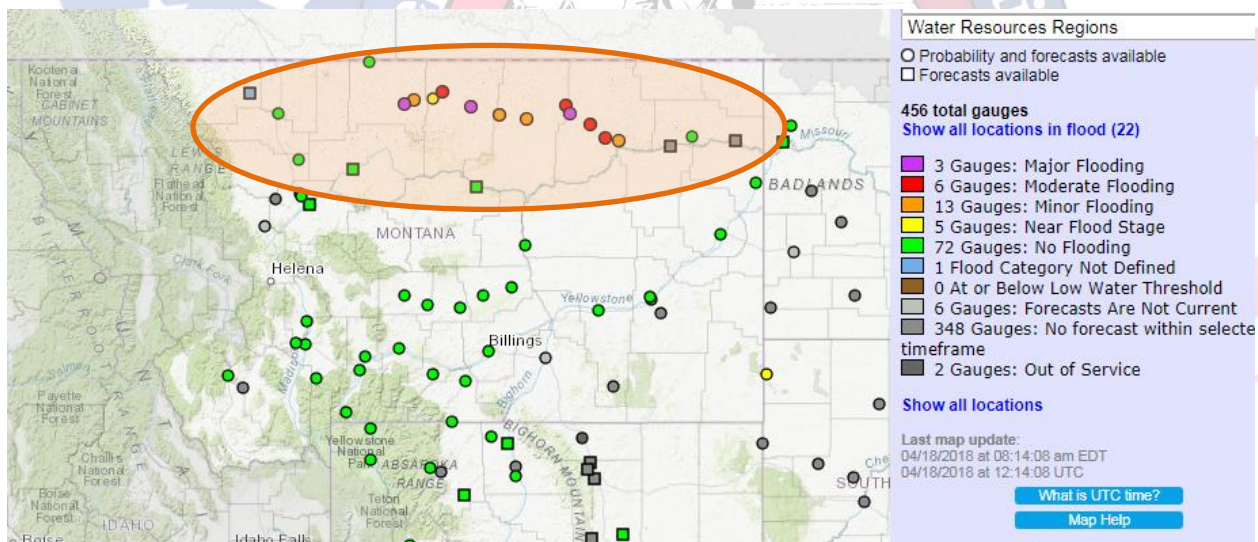 Water Resources Regions
Probability and forecasts available
Forecasts available
456 total gauges
Show all locations in flood (22)
3 Gauges: Major Flooding
6 Gauges: Moderate Flooding
13 Gauges: Minor Flooding
5 Gauges: Near Flood Stage
72 Gauges: No Flooding
1 Flood Category Not Defined
0 At or Below Low Water Threshold
6 Gauges: Forecasts Are Not Current
348 Gauges: No forecast within selecte
timeframe
2 Gauges: Out of Service
Show all locations
Last map update:
04/18/2018 at 08:14:08 am EDT
04/18/2018 at 12:14:08 UTC
What is UTC time?
Map Help
Kootena
National
Forest
CABINET
MOUNTAINS
LEWIS
RANGE
Flathead
National
Forest
Missouri
BADLANDS
MONTANA
BITTERROOT
Clark Fork
Helena
Yellowstone
Billings
Madison
Bighorn
Salmon
Payette
National
Forest
Yellowstone
National
Park
ABSAROKA
RANGE
BIGHORN MOUNTAIN
Challis
National
Forest
Teton
National
Forest
Boise
National
Forest
IDAHO
Boise
Idaho Falls
Che
SOUTH